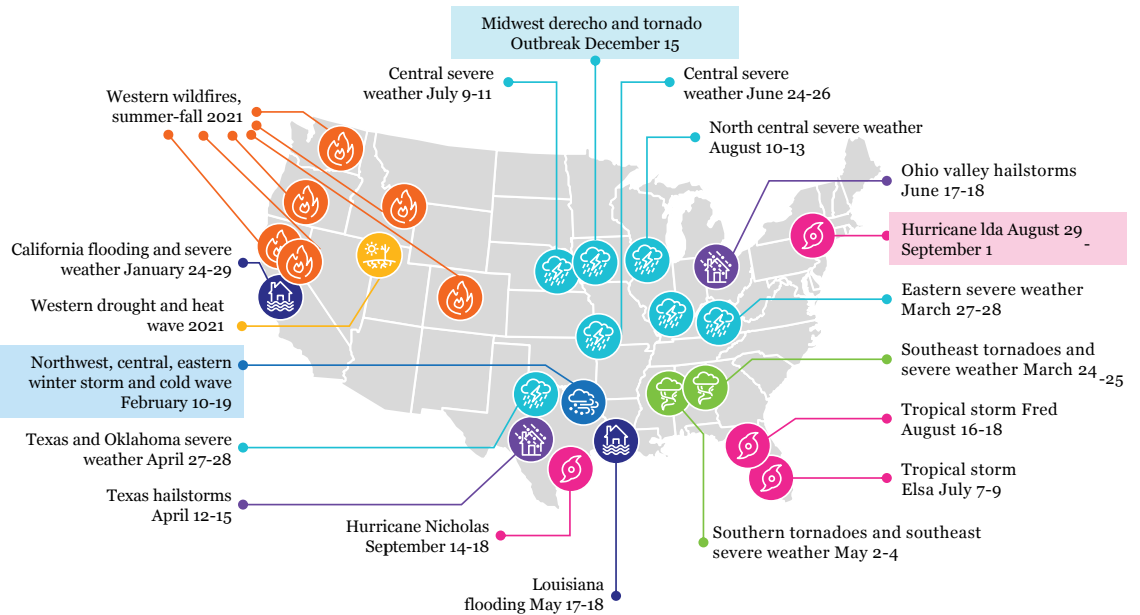 Midwest derecho and tornado
Outbreak December 15
Central severe
weather July 9-11
Central severe
weather June 24-26
Western wildfires,
summer-fall 2021
North central severe weather
August 10-13
Ohio valley hailstorms
June 17-18
Hurricane lda August 29
September 1 -
California flooding and severe
weather January 24-29
Eastern severe weather
March 27-28
Western drought and heat
wave 2021
Northwest, central, eastern
winter storm and cold wave
February 10-19
Southeast tornadoes and
severe weather March 24 -25
Tropical storm Fred
August 16-18
Texas and Oklahoma severe
weather April 27-28
Tropical storm
Elsa July 7-9
Texas hailstorms
April 12-15
Hurricane Nicholas
September 14-18
Southern tornadoes and southeast
severe weather May 2-4
Louisiana
flooding May 17-18